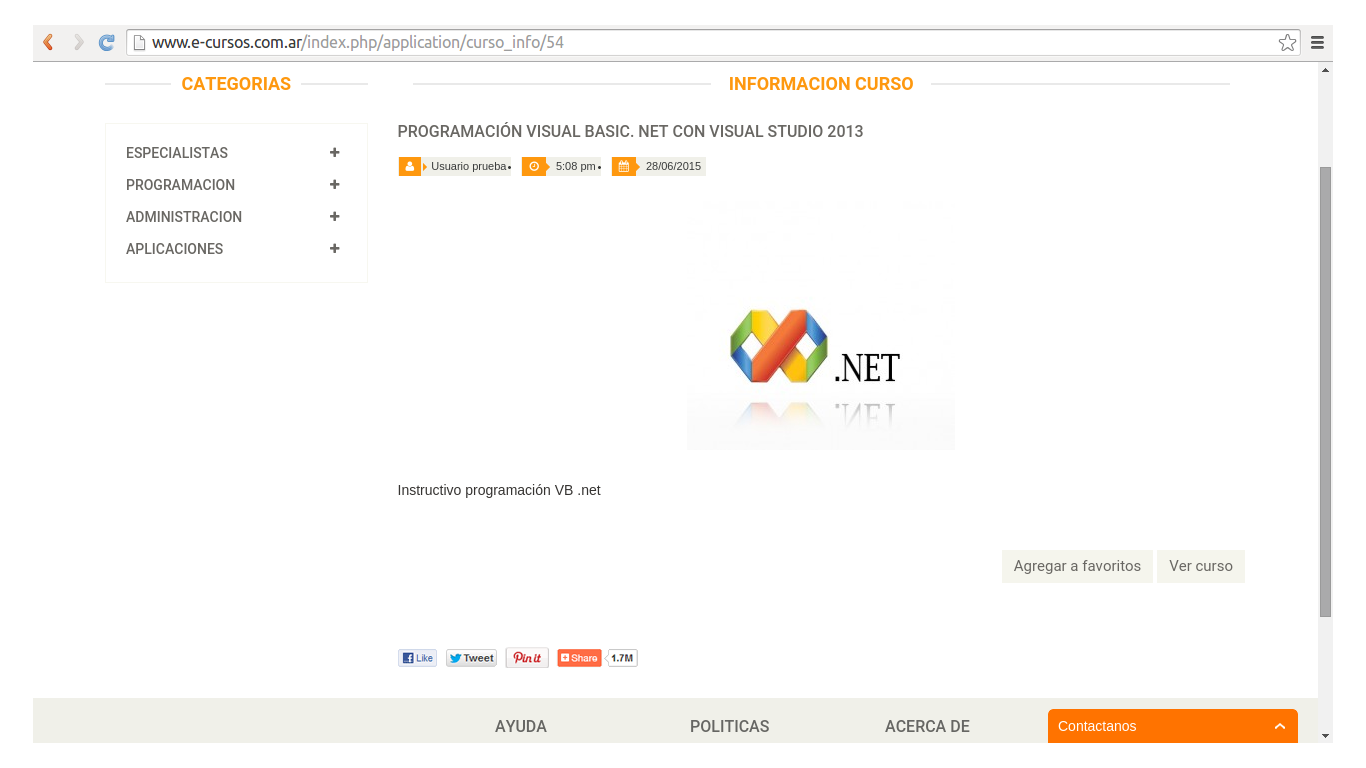 www.e-cursos.com.ar/index.php/application/curso_info/54
CATEGORIAS
INFORMACION CURSO
ESPECIALISTAS +
PROGRAMACION +
ADMINISTRACION +
APLICACIONES +
PROGRAMACIÓN VISUAL BASIC. NET CON VISUAL STUDIO 2013
Usuario prueba• 5:08 pm• 28/06/2015
.NET
Instructivo programación VB .net
Agregar a favoritos Ver curso
Like Tweet Pin it Share 1.7M
AYUDA POLITICAS ACERCA DE Contactanos